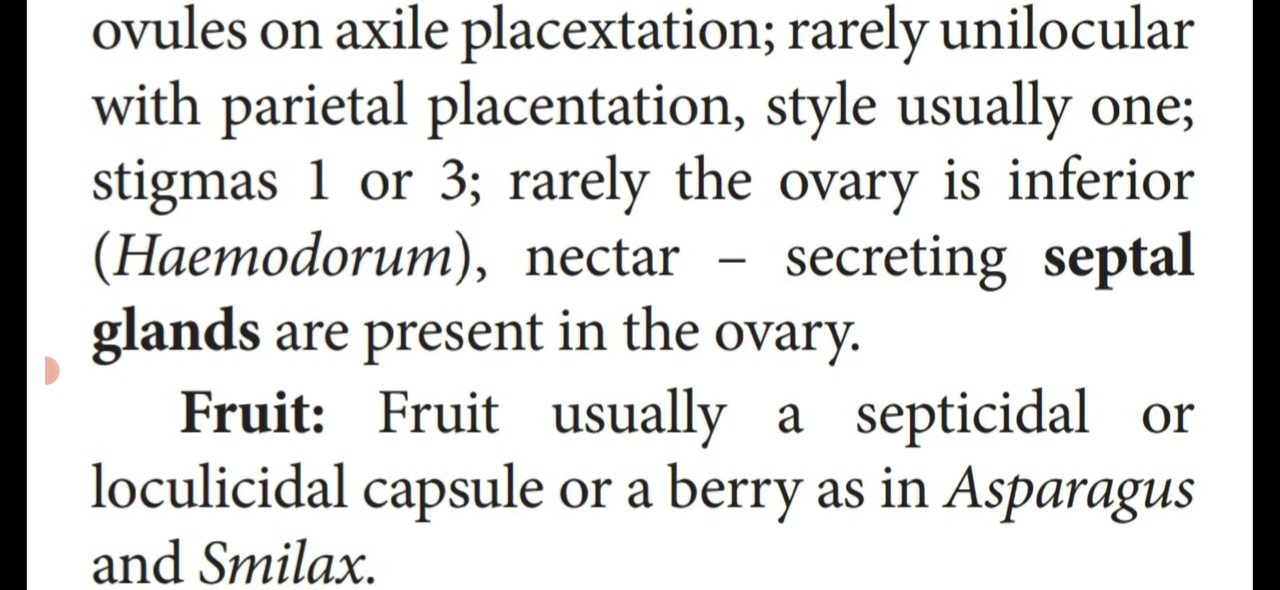 ovules on axile placextation; rarely unilocular
with parietal placentation, style usually one;
stigmas 1 or 3; rarely the ovary is inferior
(Haemodorum), nectar – secreting septal
glands are present in the ovary.
Fruit: Fruit usually a septicidal or
loculicidal capsule or a berry as in Asparagus
and Smilax.